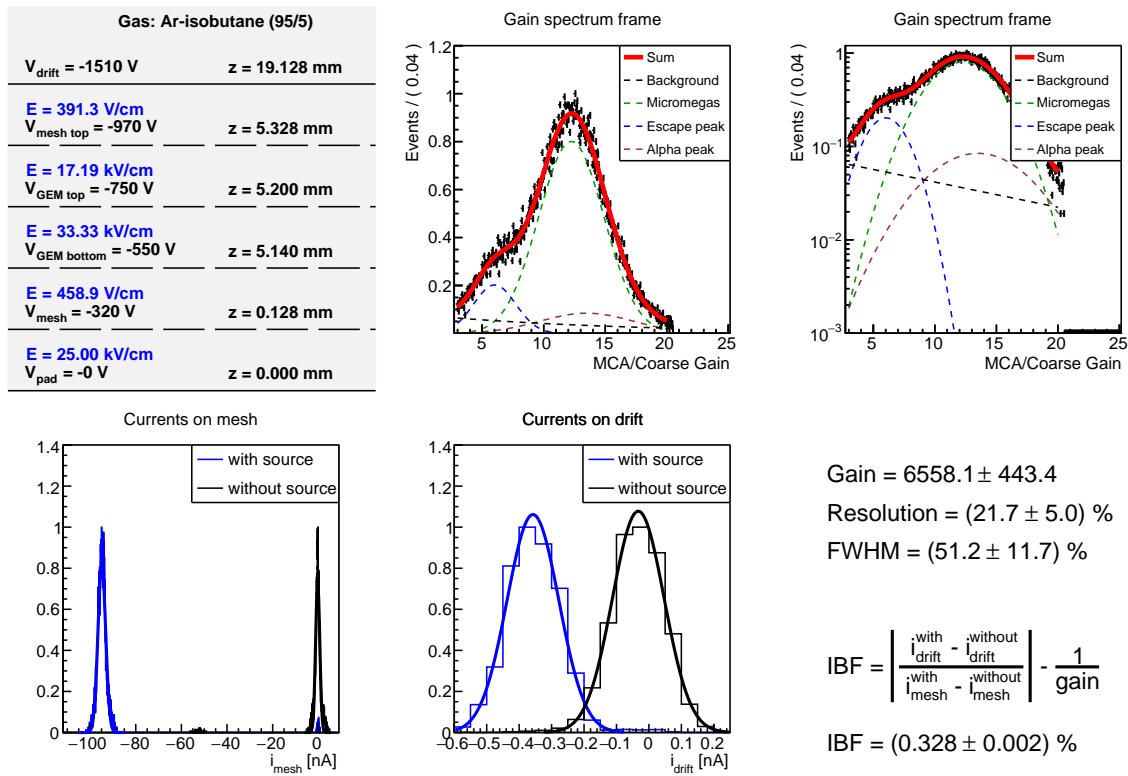 Gas: Ar-isobutane (95/5)
V_drift = -1510 V z = 19.128 mm
E = 391.3 V/cm
V_mesh top = -970 V z = 5.328 mm
E = 17.19 kV/cm
V_GEM top = -750 V z = 5.200 mm
E = 33.33 kV/cm
V_GEM bottom = -550 V z = 5.140 mm
E = 458.9 V/cm
V_mesh = -320 V z = 0.128 mm
E = 25.00 kV/cm
V_pad = -0 V z = 0.000 mm
Gain spectrum frame
Events / ( 0.04 )
1.2
1
0.8
0.6
0.4
0.2
Sum
Background
Micromegas
Escape peak
Alpha peak
5 10 15 20 25
MCA/Coarse Gain
Gain spectrum frame
Events / ( 0.04 )
1
10^−1
10^−2
10^−3
Sum
Background
Micromegas
Escape peak
Alpha peak
5 10 15 20 25
MCA/Coarse Gain
Currents on mesh
1.4
1.2
1
0.8
0.6
0.4
0.2
0
with source
without source
−100 −80 −60 −40 −20 0
i_mesh [nA]
Currents on drift
1.4
1.2
1
0.8
0.6
0.4
0.2
0
with source
without source
−0.6 −0.5 −0.4 −0.3 −0.2 −0.1 0 0.1 0.2
i_drift [nA]
Gain = 6558.1 ± 443.4
Resolution = (21.7 ± 5.0) %
FWHM = (51.2 ± 11.7) %
IBF = | (i_drift^with - i_drift^without) / (i_mesh^with - i_mesh^without) | - 1/gain
IBF = (0.328 ± 0.002) %